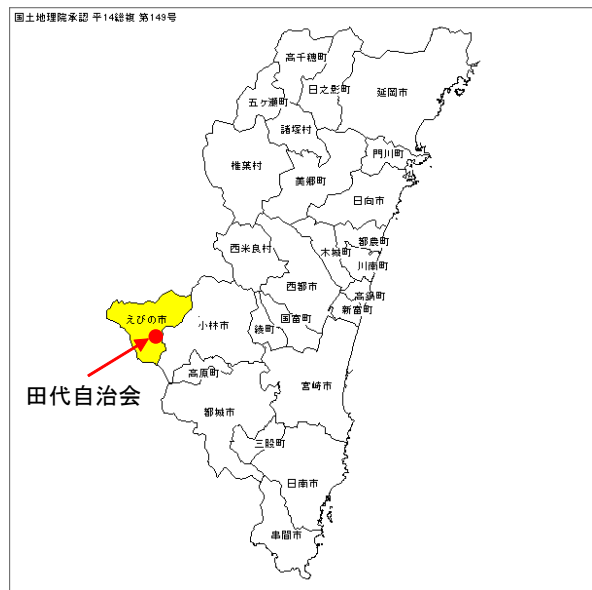 国土地理院承認 平14総複 第149号
高千穂町
日之影町
延岡市
五ヶ瀬町
諸塚村
門川町
椎葉村
美郷町
日向市
西米良村
木城町
都農町
川南町
西都市
高鍋町
新富町
えびの市
小林市
綾町
国富町
高原町
宮崎市
田代自治会
都城市
三股町
日南市
串間市